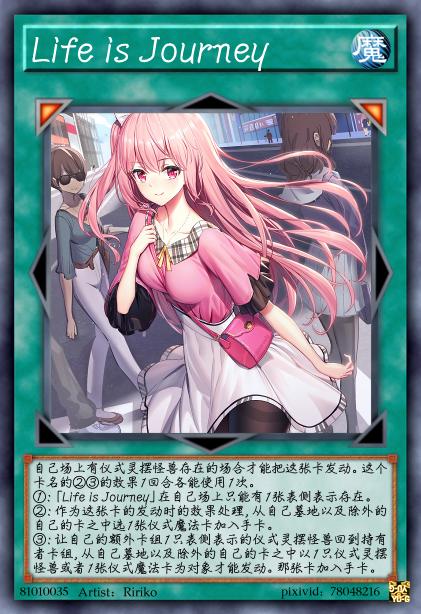 Life is Journey
魔
自己场上有仪式灵摆怪兽存在的场合才能把这张卡发动。这个
卡名的②③的效果1回合各能使用1次。
①:「Life is Journey」在自己场上只能有1张表侧表示存在。
②: 作为这张卡的发动时的效果处理,从自己墓地以及除外的
自己的卡之中选1张仪式魔法卡加入手卡。
③: 让自己的额外卡组1只表侧表示的仪式灵摆怪兽回到持有
者卡组,从自己墓地以及除外的自己的卡之中以1只仪式灵摆
怪兽或者1张仪式魔法卡为对象才能发动。那张卡加入手卡。
81010035 Artist: Ririko pixivid: 78048216